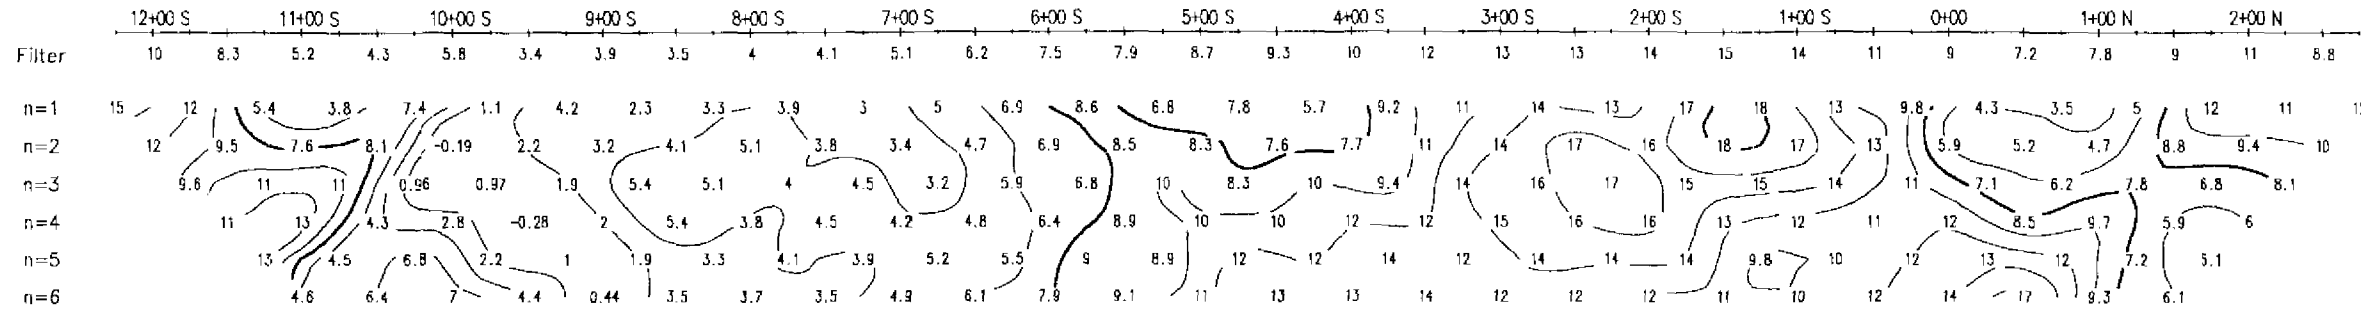 12+00 S 11+00 S 10+00 S 9+00 S 8+00 S 7+00 S 6+00 S 5+00 S 4+00 S 3+00 S 2+00 S 1+00 S 0+00 1+00 N 2+00 N
Filter 10 8.3 5.2 4.3 5.8 3.4 3.9 3.5 4 4.1 5.1 6.2 7.5 7.9 8.7 9.3 10 12 13 13 14 15 14 11 9 7.2 7.8 9 11 8.8
n=1 15 12 5.4 3.8 7.4 1.1 4.2 2.3 3.3 3.9 3 5 6.9 8.6 6.8 7.8 5.7 9.2 11 14 13 17 18 13 9.8 4.3 3.5 5 12 11
n=2 12 9.5 7.6 8.1 -0.19 2.2 3.2 4.1 5.1 3.8 3.4 4.7 6.9 8.5 8.3 7.6 7.7 11 14 17 16 18 17 13 5.9 5.2 4.7 8.8 9.4 10
n=3 9.6 11 11 0.96 0.97 1.9 5.4 5.1 4 4.5 3.2 5.9 6.8 10 8.3 10 9.4 14 16 17 15 15 14 11 7.1 6.2 7.8 6.8 8.1
n=4 11 13 4.3 2.8 -0.28 2 5.4 3.8 4.5 4.2 4.8 6.4 8.9 10 10 12 12 15 16 16 13 12 11 12 8.5 9.7 5.9 6
n=5 13 4.5 6.8 2.2 1 1.9 3.3 4.1 3.9 5.2 5.5 9 8.9 12 12 14 12 14 14 14 9.8 10 12 13 12 7.2 5.1
n=6 4.6 6.4 7 4.4 0.44 3.5 3.7 3.5 4.9 6.1 7.9 9.1 11 13 13 14 12 12 12 11 10 12 14 17 9.3 6.1